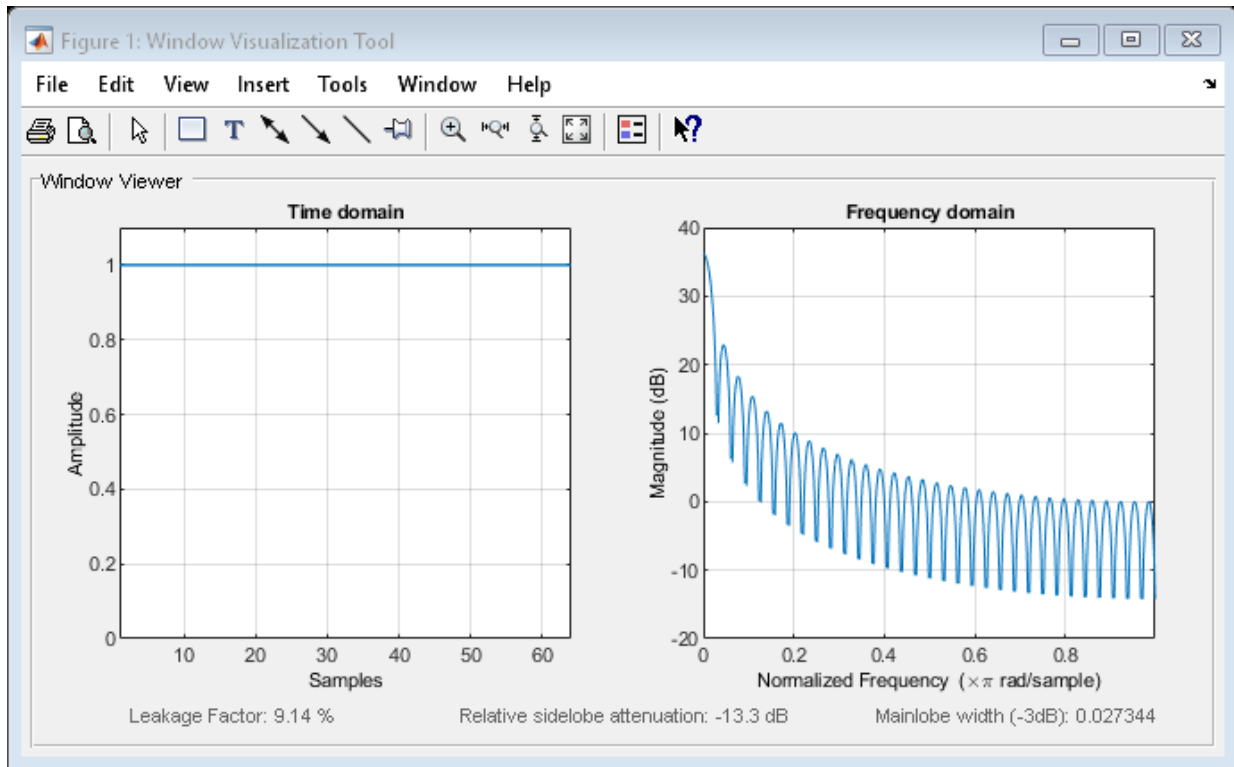 Figure 1: Window Visualization Tool
File Edit View Insert Tools Window Help
T
?
Window Viewer
Time domain
1
0.8
0.6
0.4
0.2
0
10 20 30 40 50 60
Amplitude
Samples
Frequency domain
40
30
20
10
0
-10
-20
0 0.2 0.4 0.6 0.8
Magnitude (dB)
Normalized Frequency (×π rad/sample)
Leakage Factor: 9.14 % Relative sidelobe attenuation: -13.3 dB Mainlobe width (-3dB): 0.027344